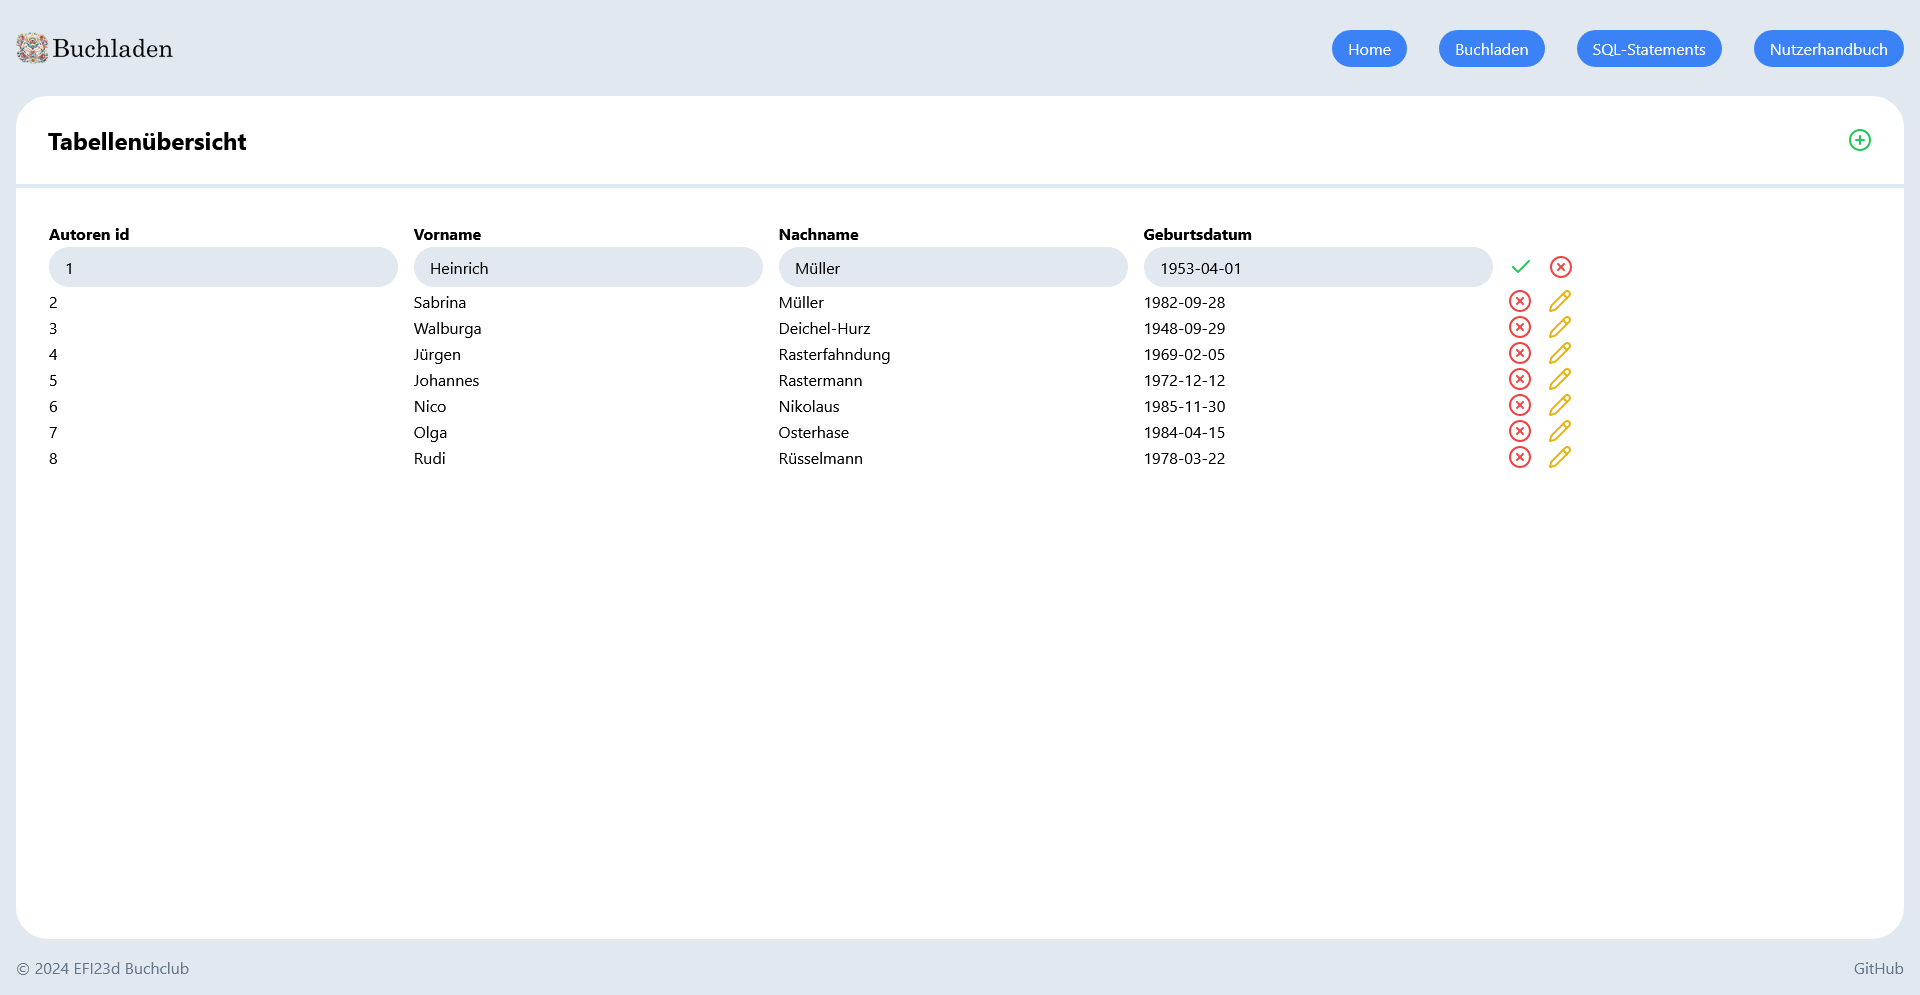 Buchladen
Home Buchladen SQL-Statements Nutzerhandbuch
Tabellenübersicht
Autoren id Vorname Nachname Geburtsdatum
1 Heinrich Müller 1953-04-01
2 Sabrina Müller 1982-09-28
3 Walburga Deichel-Hurz 1948-09-29
4 Jürgen Rasterfahndung 1969-02-05
5 Johannes Rastermann 1972-12-12
6 Nico Nikolaus 1985-11-30
7 Olga Osterhase 1984-04-15
8 Rudi Rüsselmann 1978-03-22
© 2024 EFI23d Buchclub GitHub